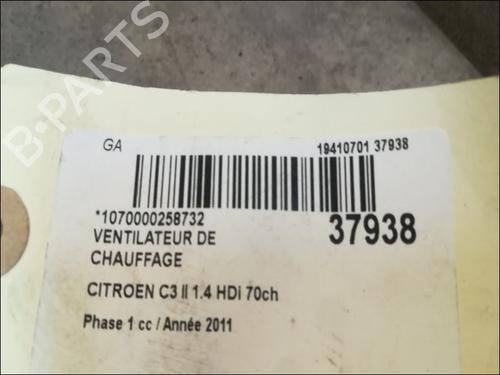 B-PARTS
GA
19410701 37938
*1070000258732
37938
VENTILATEUR DE
CHAUFFAGE
CITROEN C3 II 1.4 HDi 70ch
Phase 1 cc / Année 2011